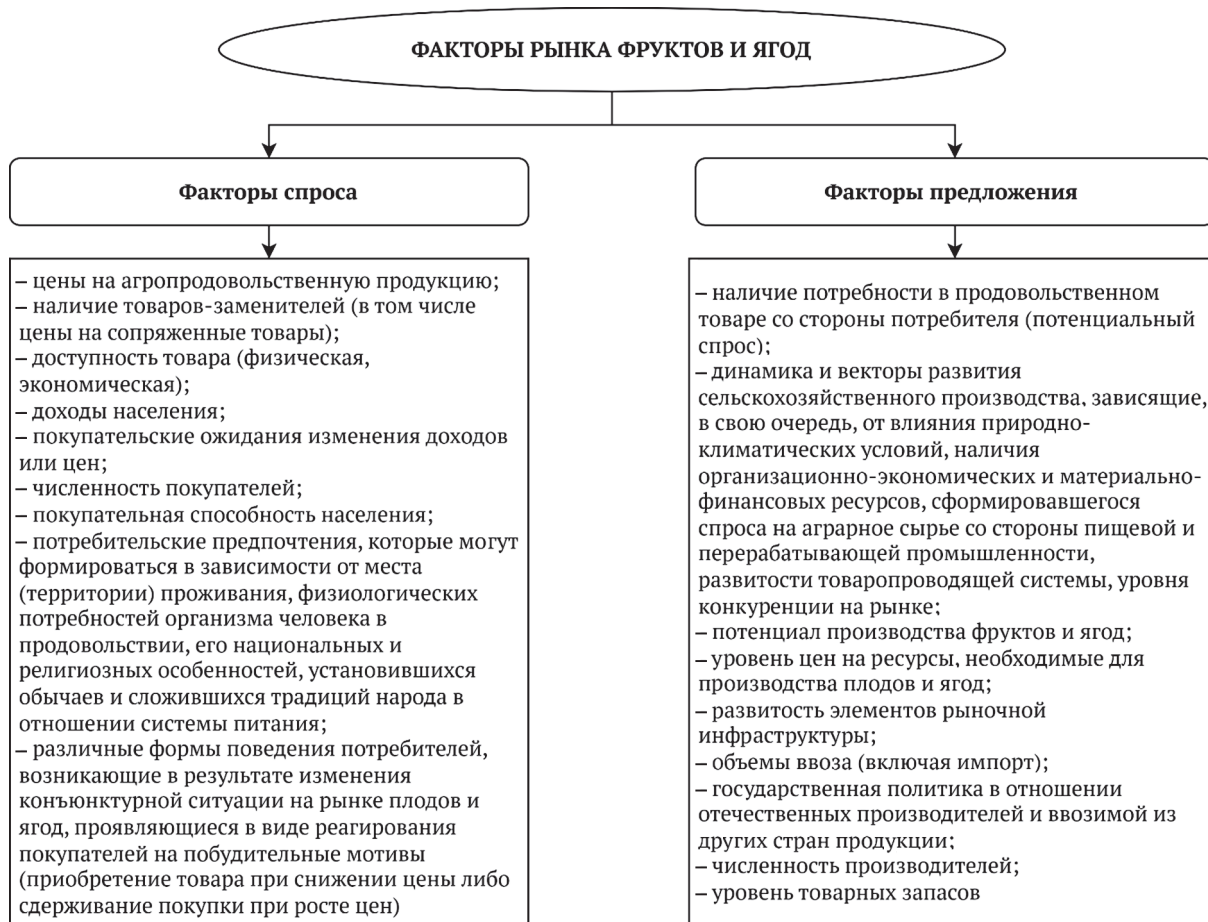 ФАКТОРЫ РЫНКА ФРУКТОВ И ЯГОД
Факторы спроса
– цены на агропродовольственную продукцию;
– наличие товаров-заменителей (в том числе
цены на сопряженные товары);
– доступность товара (физическая,
экономическая);
– доходы населения;
– покупательские ожидания изменения доходов
или цен;
– численность покупателей;
– покупательная способность населения;
– потребительские предпочтения, которые могут
формироваться в зависимости от места
(территории) проживания, физиологических
потребностей организма человека в
продовольствии, его национальных и
религиозных особенностей, установившихся
обычаев и сложившихся традиций народа в
отношении системы питания;
– различные формы поведения потребителей,
возникающие в результате изменения
конъюнктурной ситуации на рынке плодов и
ягод, проявляющиеся в виде реагирования
покупателей на побудительные мотивы
(приобретение товара при снижении цены либо
сдерживание покупки при росте цен)
Факторы предложения
– наличие потребности в продовольственном
товаре со стороны потребителя (потенциальный
спрос);
– динамика и векторы развития
сельскохозяйственного производства, зависящие,
в свою очередь, от влияния природно-
климатических условий, наличия
организационно-экономических и материально-
финансовых ресурсов, сформировавшегося
спроса на аграрное сырье со стороны пищевой и
перерабатывающей промышленности,
развитости товаропроводящей системы, уровня
конкуренции на рынке;
– потенциал производства фруктов и ягод;
– уровень цен на ресурсы, необходимые для
производства плодов и ягод;
– развитость элементов рыночной
инфраструктуры;
– объемы ввоза (включая импорт);
– государственная политика в отношении
отечественных производителей и ввозимой из
других стран продукции;
– численность производителей;
– уровень товарных запасов